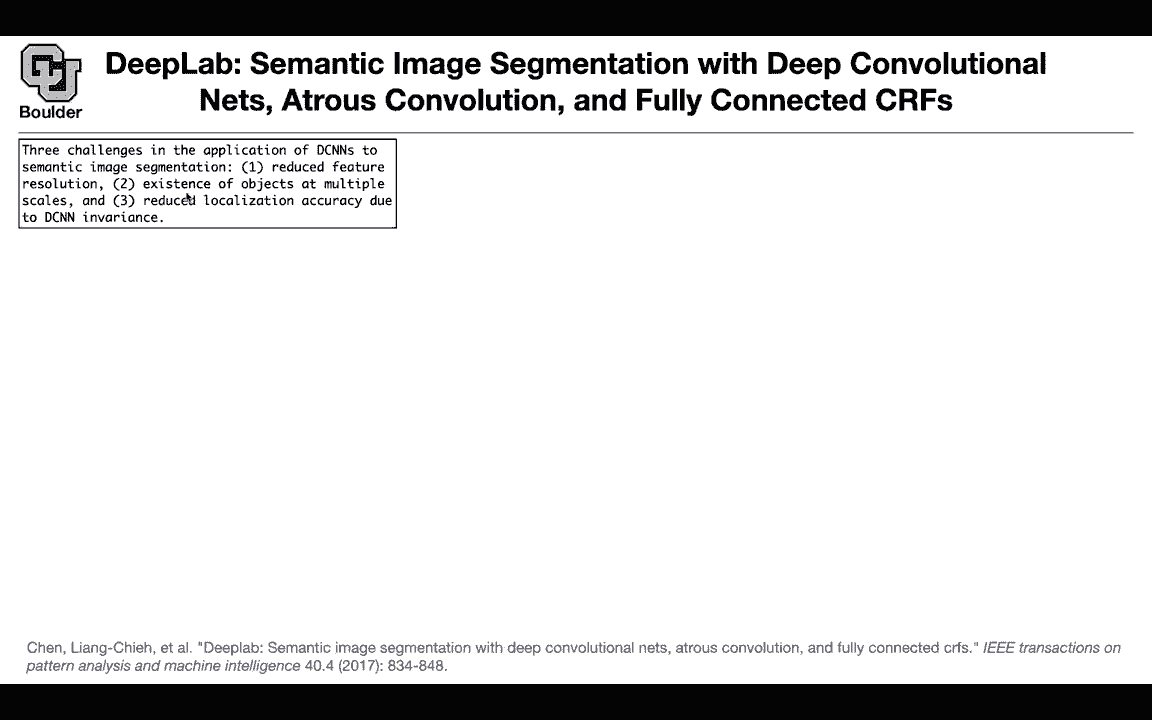 DeepLab: Semantic Image Segmentation with Deep Convolutional
Nets, Atrous Convolution, and Fully Connected CRFs
CU
Boulder
Three challenges in the application of DCNNs to
semantic image segmentation: (1) reduced feature
resolution, (2) existence of objects at multiple
scales, and (3) reduced localization accuracy due
to DCNN invariance.
Chen, Liang-Chieh, et al. "Deeplab: Semantic image segmentation with deep convolutional nets, atrous convolution, and fully connected crfs." IEEE transactions on
pattern analysis and machine intelligence 40.4 (2017): 834-848.